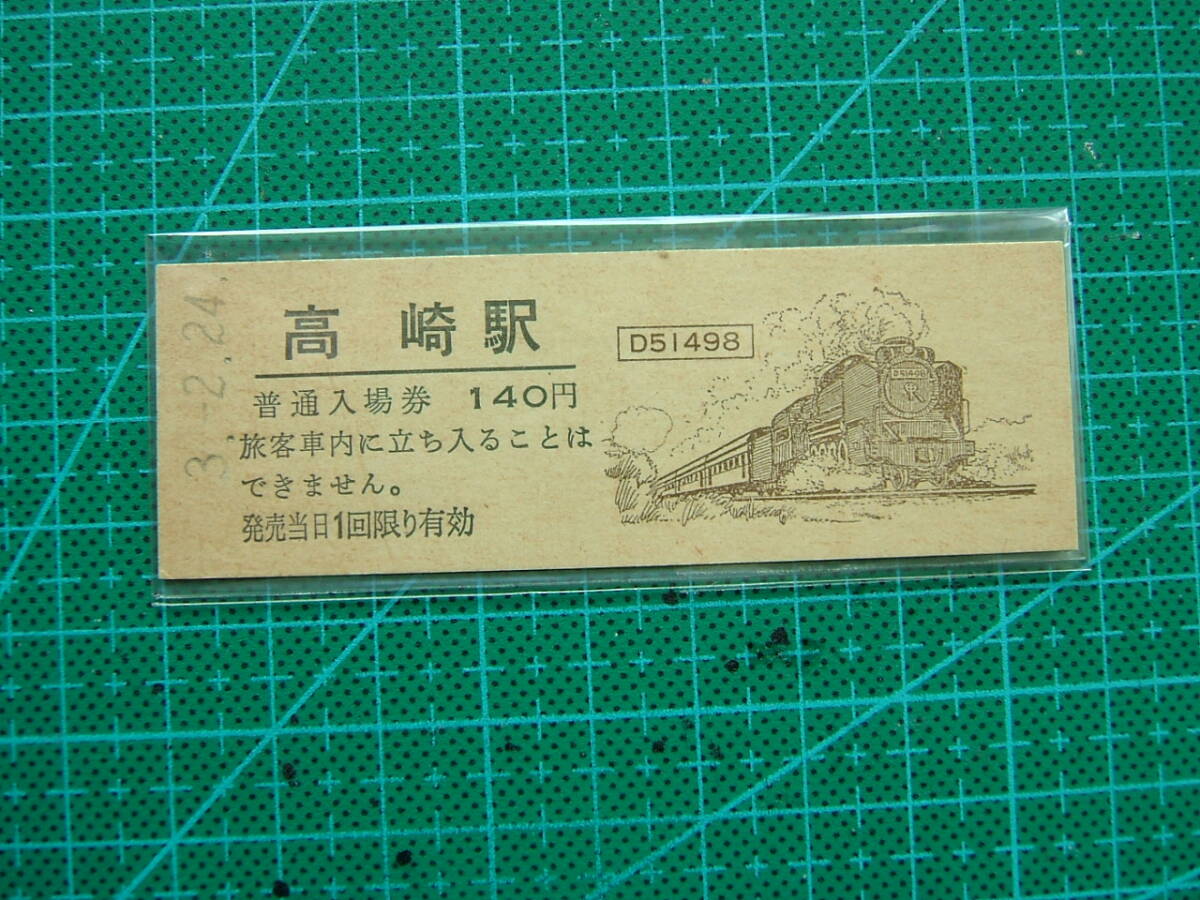 3.-2.24.
高崎駅
普通入場券 140円
旅客車内に立ち入ることは
できません。
発売当日1回限り有効
D51498
D51498